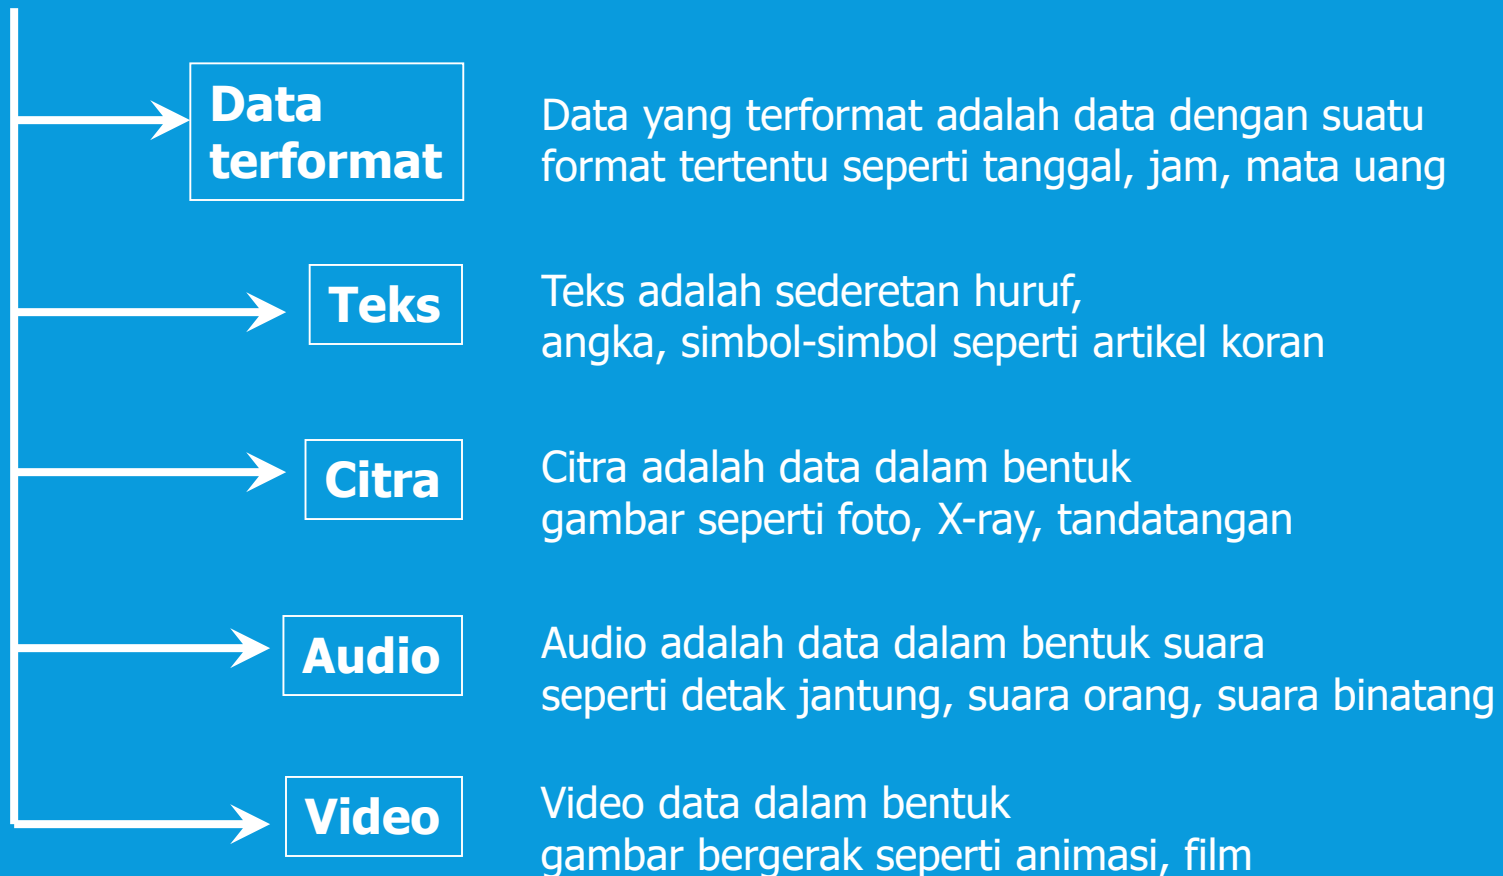 Data
terformat
Data yang terformat adalah data dengan suatu
format tertentu seperti tanggal, jam, mata uang
Teks
Teks adalah sederetan huruf,
angka, simbol-simbol seperti artikel koran
Citra
Citra adalah data dalam bentuk
gambar seperti foto, X-ray, tandatangan
Audio
Audio adalah data dalam bentuk suara
seperti detak jantung, suara orang, suara binatang
Video
Video data dalam bentuk
gambar bergerak seperti animasi, film